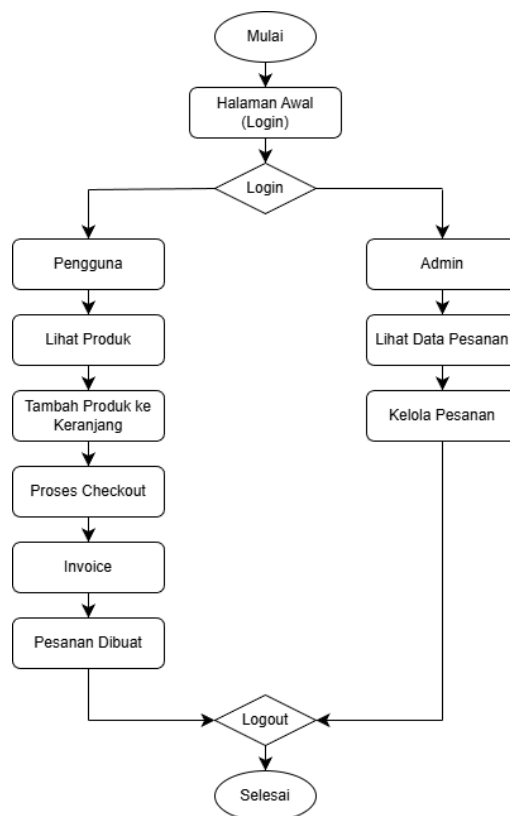 Mulai
Halaman Awal
(Login)
Login
Pengguna
Admin
Lihat Produk
Lihat Data Pesanan
Tambah Produk ke
Keranjang
Kelola Pesanan
Proses Checkout
Invoice
Pesanan Dibuat
Logout
Selesai